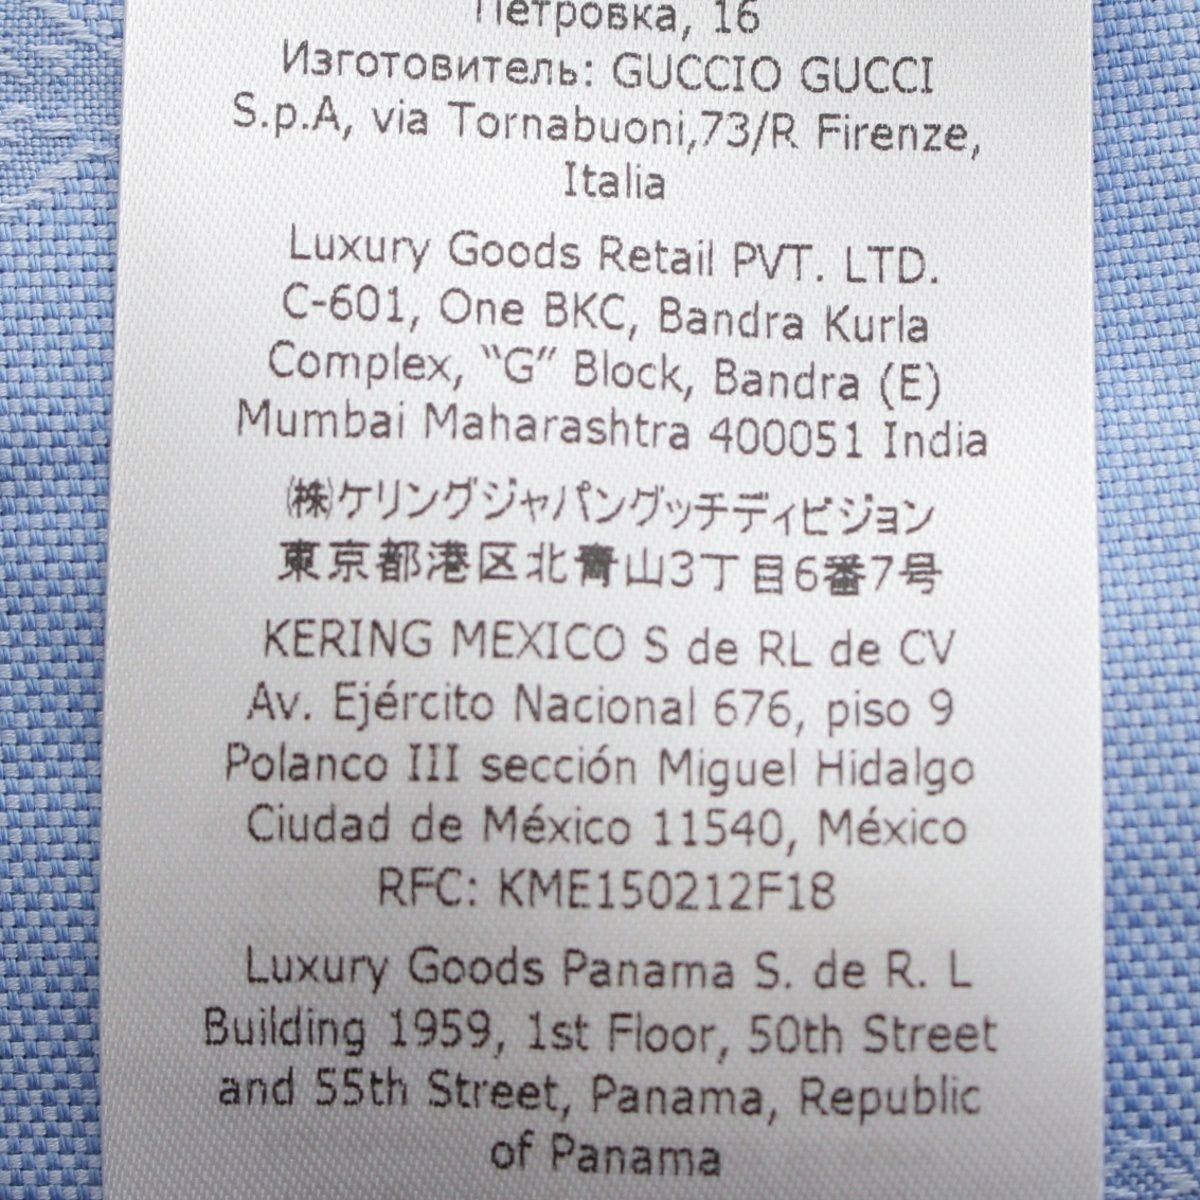 Петровка, 16
Изготовитель: GUCCIO GUCCI
S.p.A, via Tornabuoni,73/R Firenze,
Italia
Luxury Goods Retail PVT. LTD.
C-601, One BKC, Bandra Kurla
Complex, “G” Block, Bandra (E)
Mumbai Maharashtra 400051 India
㈱ケリングジャパングッチディビジョン
東京都港区北青山3丁目6番7号
KERING MEXICO S de RL de CV
Av. Ejército Nacional 676, piso 9
Polanco III sección Miguel Hidalgo
Ciudad de México 11540, México
RFC: KME150212F18
Luxury Goods Panama S. de R. L
Building 1959, 1st Floor, 50th Street
and 55th Street, Panama, Republic
of Panama